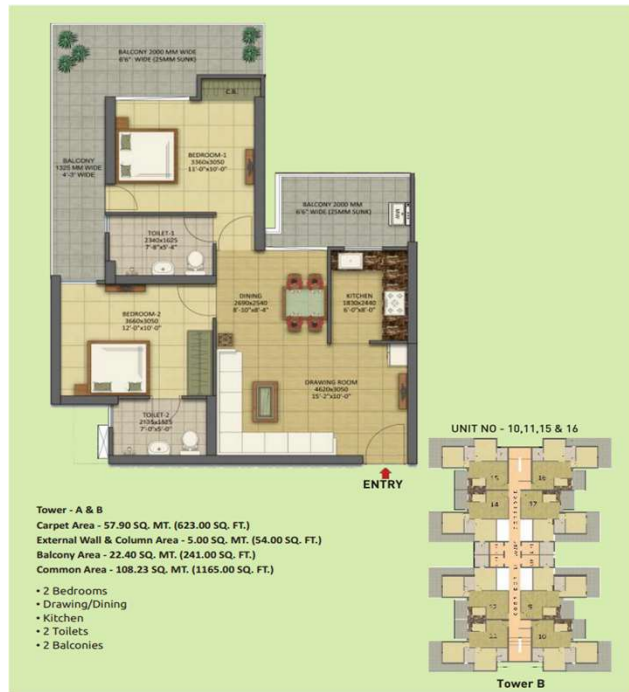 BALCONY 2000 MM WIDE
6'6" WIDE (25MM SUNK)
C.B.
BALCONY
1325 MM WIDE
4'-3" WIDE
BEDROOM-1
3360x3050
11'-0"x10'-0"
BALCONY 2000 MM
6'6" WIDE (25MM SUNK)
TOILET-1
2340x1625
7'-8"x5'-4"
DINING
2690x2540
8'-10"x8'-4"
KITCHEN
1830x2440
6'-0"x8'-0"
BEDROOM-2
3660x3050
12'-0"x10'-0"
DRAWING ROOM
4620x3050
15'-2"x10'-0"
TOILET-2
7'-0"x5'-0"
ENTRY
UNIT NO - 10,11,15 & 16
15
16
14
17
12
9
11
10
Tower B
Tower - A & B
Carpet Area - 57.90 SQ. MT. (623.00 SQ. FT.)
External Wall & Column Area - 5.00 SQ. MT. (54.00 SQ. FT.)
Balcony Area - 22.40 SQ. MT. (241.00 SQ. FT.)
Common Area - 108.23 SQ. MT. (1165.00 SQ. FT.)
• 2 Bedrooms
• Drawing/Dining
• Kitchen
• 2 Toilets
• 2 Balconies